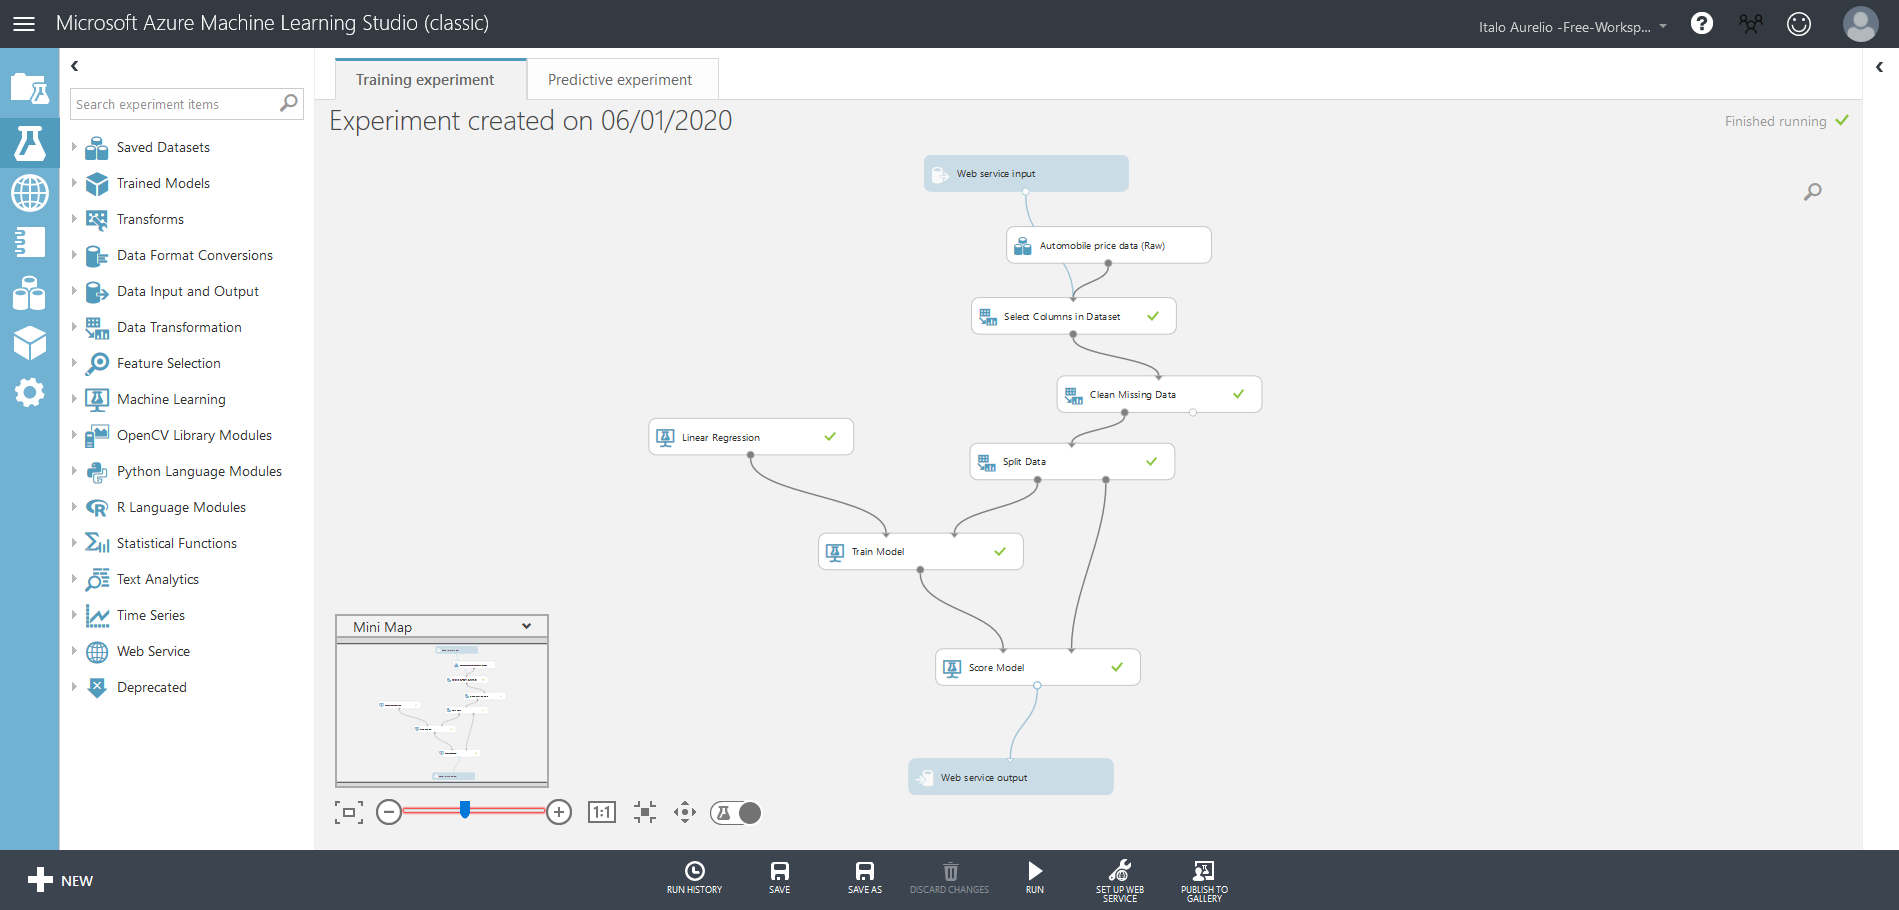 Microsoft Azure Machine Learning Studio (classic)
Italo Aurelio -Free-Worksp...
Training experiment
Predictive experiment
Search experiment items
Experiment created on 06/01/2020
Finished running
Saved Datasets
Trained Models
Transforms
Data Format Conversions
Data Input and Output
Data Transformation
Feature Selection
Machine Learning
OpenCV Library Modules
Python Language Modules
R Language Modules
Statistical Functions
Text Analytics
Time Series
Web Service
Deprecated
Web service input
Automobile price data (Raw)
Select Columns in Dataset
Clean Missing Data
Linear Regression
Split Data
Train Model
Score Model
Web service output
Mini Map
1:1
NEW
RUN HISTORY
SAVE
SAVE AS
DISCARD CHANGES
RUN
SET UP WEB
SERVICE
PUBLISH TO
GALLERY